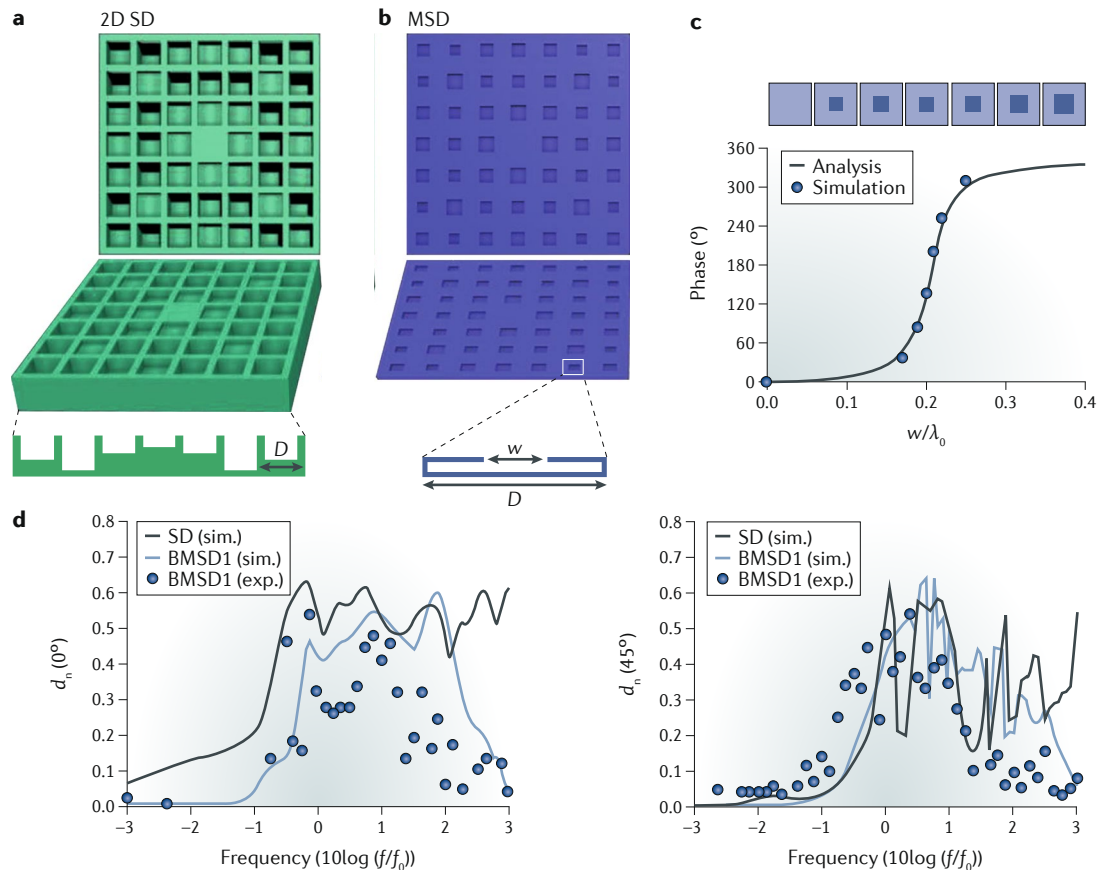 a 2D SD
D
b MSD
w
D
c
360
300
240
180
120
60
0
Phase (°)
Analysis
Simulation
0.0 0.1 0.2 0.3 0.4
w/λ0
d
0.8
0.7
0.6
0.5
0.4
0.3
0.2
0.1
0.0
dn (0°)
SD (sim.)
BMSD1 (sim.)
BMSD1 (exp.)
−3 −2 −1 0 1 2 3
Frequency (10log (f/f0))
0.8
0.7
0.6
0.5
0.4
0.3
0.2
0.1
0.0
dn (45°)
SD (sim.)
BMSD1 (sim.)
BMSD1 (exp.)
−3 −2 −1 0 1 2 3
Frequency (10log (f/f0))